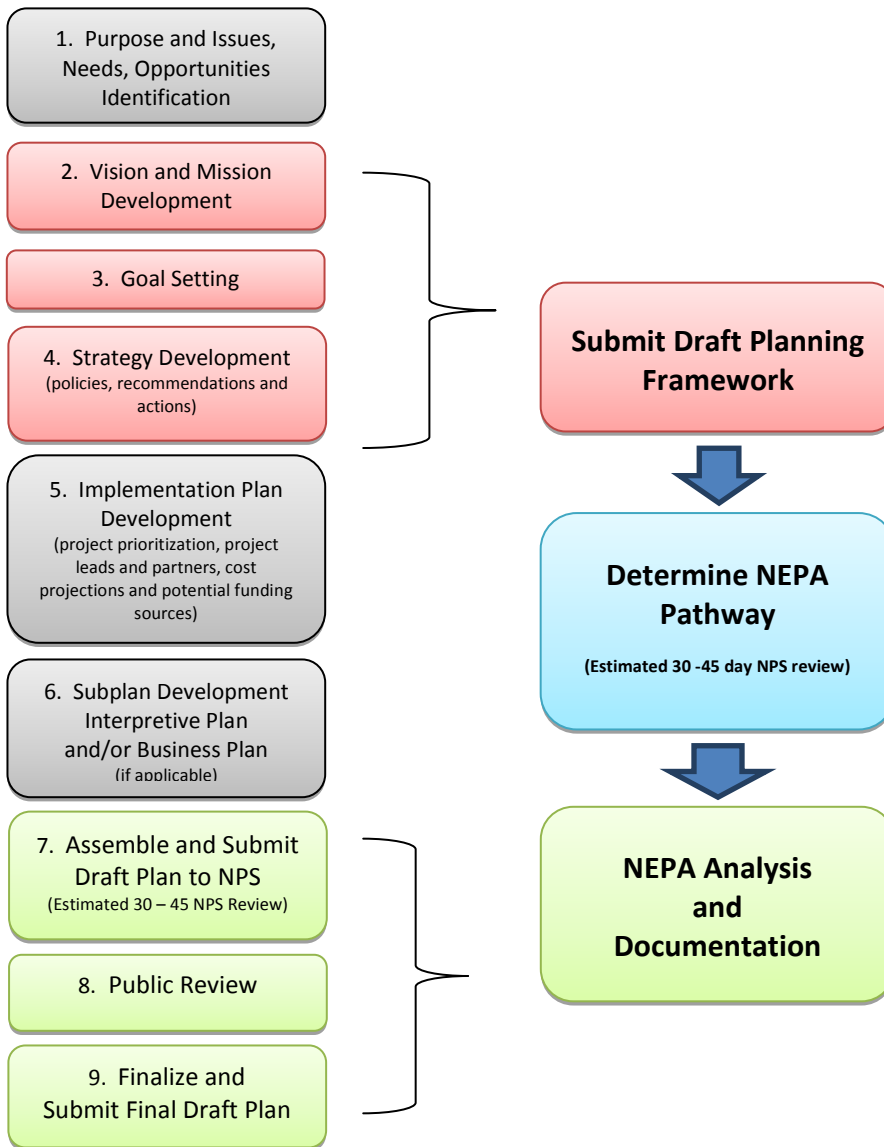 1. Purpose and Issues,
Needs, Opportunities
Identification
2. Vision and Mission
Development
3. Goal Setting
4. Strategy Development
(policies, recommendations and
actions)
5. Implementation Plan
Development
(project prioritization, project
leads and partners, cost
projections and potential funding
sources)
6. Subplan Development
Interpretive Plan
and/or Business Plan
(if applicable)
7. Assemble and Submit
Draft Plan to NPS
(Estimated 30 – 45 NPS Review)
8. Public Review
9. Finalize and
Submit Final Draft Plan
Submit Draft Planning
Framework
Determine NEPA
Pathway
(Estimated 30 -45 day NPS review)
NEPA Analysis
and
Documentation